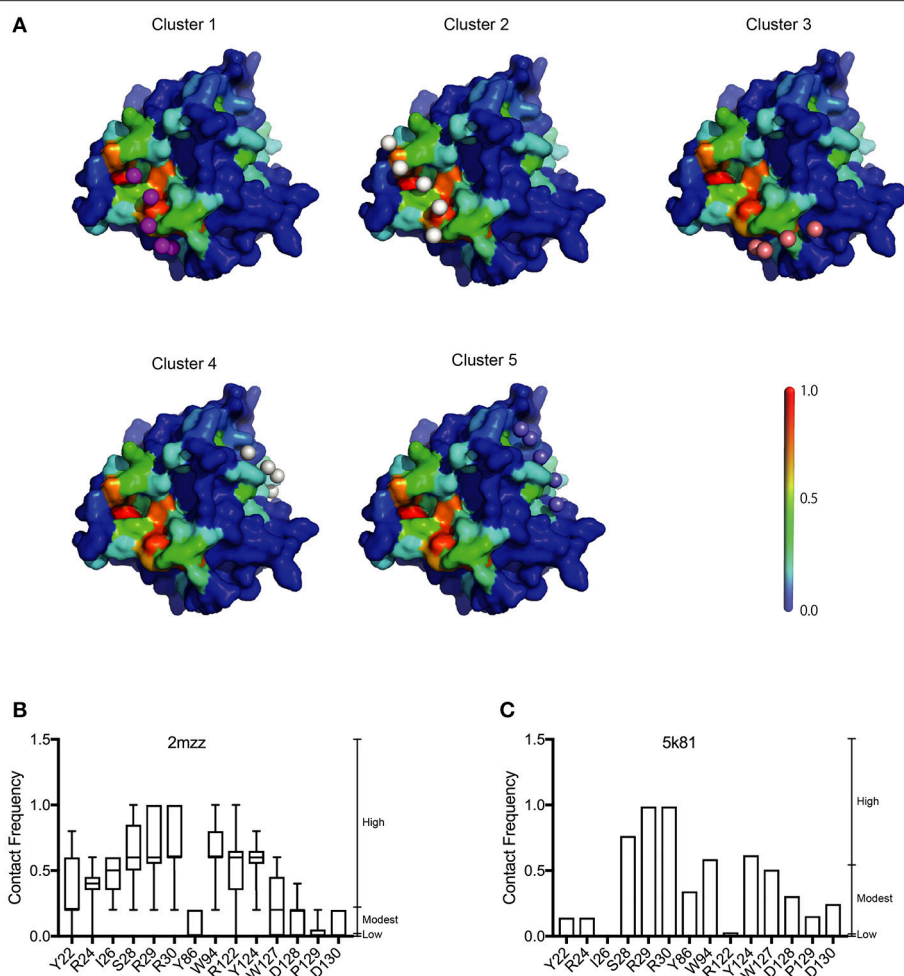 A
Cluster 1
Cluster 2
Cluster 3
Cluster 4
Cluster 5
1.0
0.5
0.0
B
2mzz
Contact Frequency
1.5
1.0
0.5
0.0
High
Modest
Low
Y22
R24
I26
S28
R29
R30
Y86
W94
R122
Y124
W127
D128
P129
D130
C
5k81
Contact Frequency
1.5
1.0
0.5
0.0
High
Modest
Low
Y22
R24
I26
S28
R29
R30
Y86
W94
R122
Y124
W127
D128
D129
D130